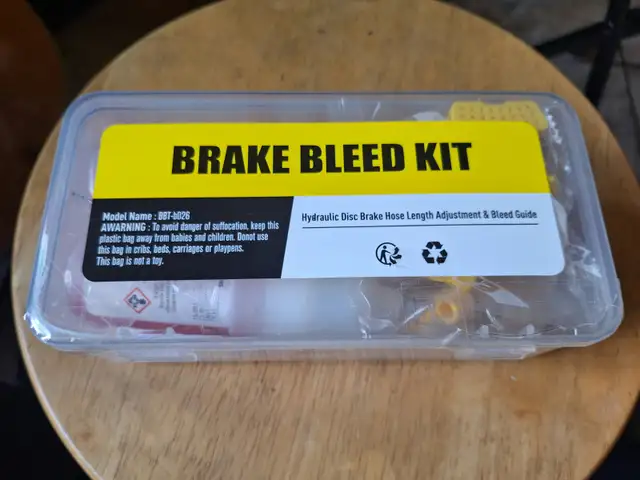 BRAKE BLEED KIT
Model Name : BBT-b026
AWARNING : To avoid danger of suffocation, keep this
plastic bag away from babies and children. Donot use
this bag in cribs, beds, carriages or playpens.
This bag is not a toy.
Hydraulic Disc Brake Hose Length Adjustment & Bleed Guide